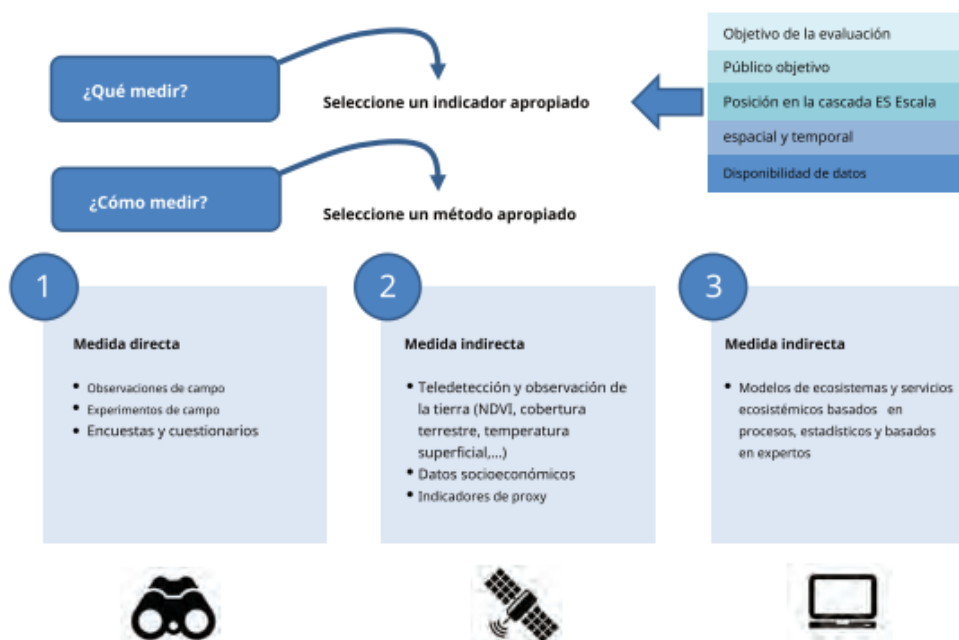 ¿Qué medir?
Seleccione un indicador apropiado
Objetivo de la evaluación
Público objetivo
Posición en la cascada ES Escala
espacial y temporal
Disponibilidad de datos
¿Cómo medir?
Seleccione un método apropiado
1
Medida directa
• Observaciones de campo
• Experimentos de campo
• Encuestas y cuestionarios
2
Medida indirecta
• Teledetección y observación de
la tierra (NDVI, cobertura
terrestre, temperatura
superficial,...)
• Datos socioeconómicos
• Indicadores de proxy
3
Medida indirecta
• Modelos de ecosistemas y servicios
ecosistémicos basados en
procesos, estadísticos y basados
en expertos